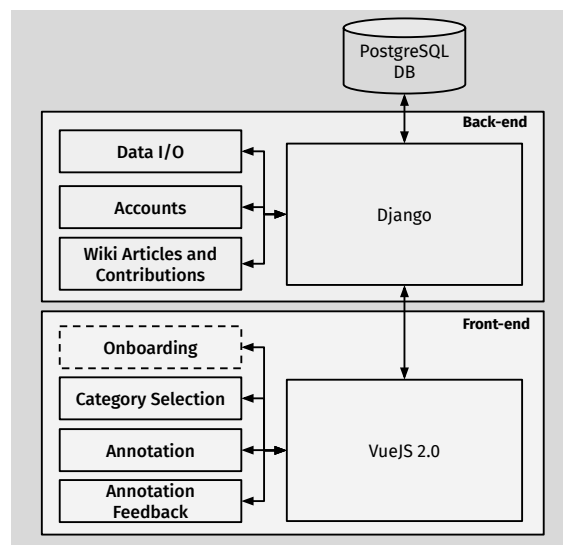 PostgreSQL
DB
Back-end
Data I/O
Accounts
Wiki Articles and
Contributions
Django
Front-end
Onboarding
Category Selection
Annotation
Annotation
Feedback
VueJS 2.0